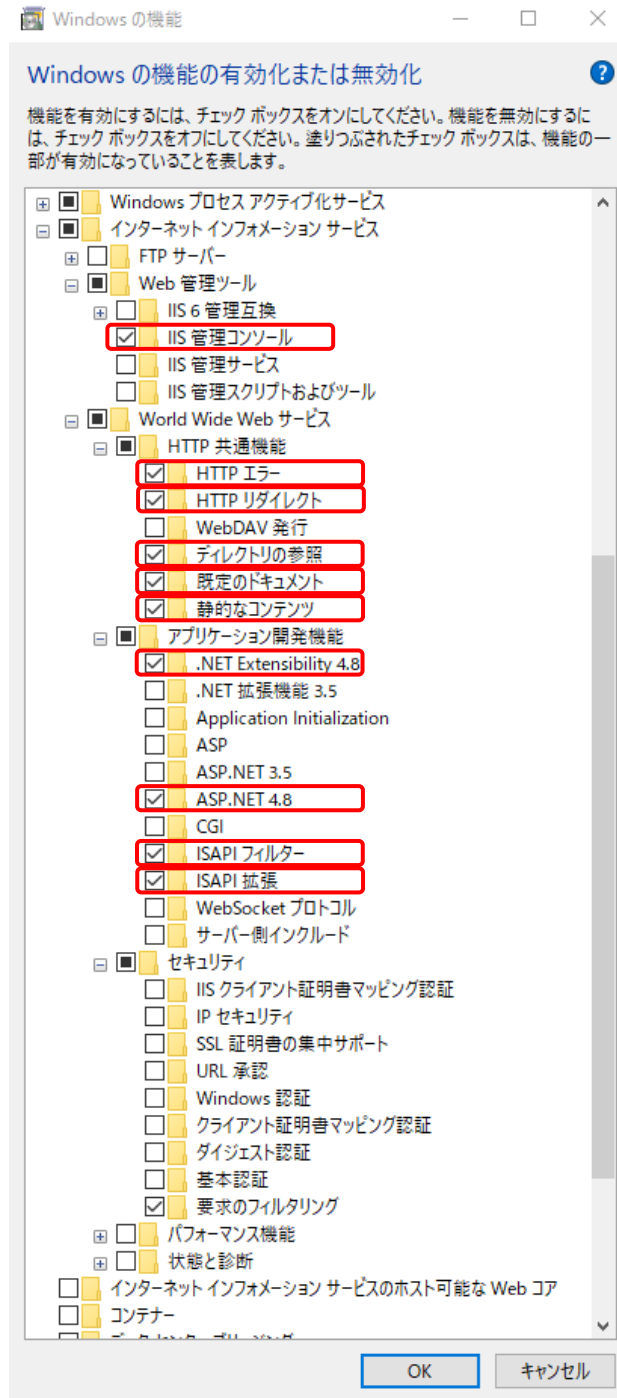 Windows の機能
Windows の機能の有効化または無効化
機能を有効にするには、チェック ボックスをオンにしてください。機能を無効にするに
は、チェック ボックスをオフにしてください。塗りつぶされたチェック ボックスは、機能の一
部が有効になっていることを表します。
Windows プロセス アクティブ化サービス
インターネット インフォメーション サービス
FTP サーバー
Web 管理ツール
IIS 6 管理互換
IIS 管理コンソール
IIS 管理サービス
IIS 管理スクリプトおよびツール
World Wide Web サービス
HTTP 共通機能
HTTP エラー
HTTP リダイレクト
WebDAV 発行
ディレクトリの参照
既定のドキュメント
静的なコンテンツ
アプリケーション開発機能
.NET Extensibility 4.8
.NET 拡張機能 3.5
Application Initialization
ASP
ASP.NET 3.5
ASP.NET 4.8
CGI
ISAPI フィルター
ISAPI 拡張
WebSocket プロトコル
サーバー側インクルード
セキュリティ
IIS クライアント証明書マッピング認証
IP セキュリティ
SSL 証明書の集中サポート
URL 承認
Windows 認証
クライアント証明書マッピング認証
ダイジェスト認証
基本認証
要求のフィルタリング
パフォーマンス機能
状態と診断
インターネット インフォメーション サービスのホスト可能な Web コア
コンテナー
OK
キャンセル